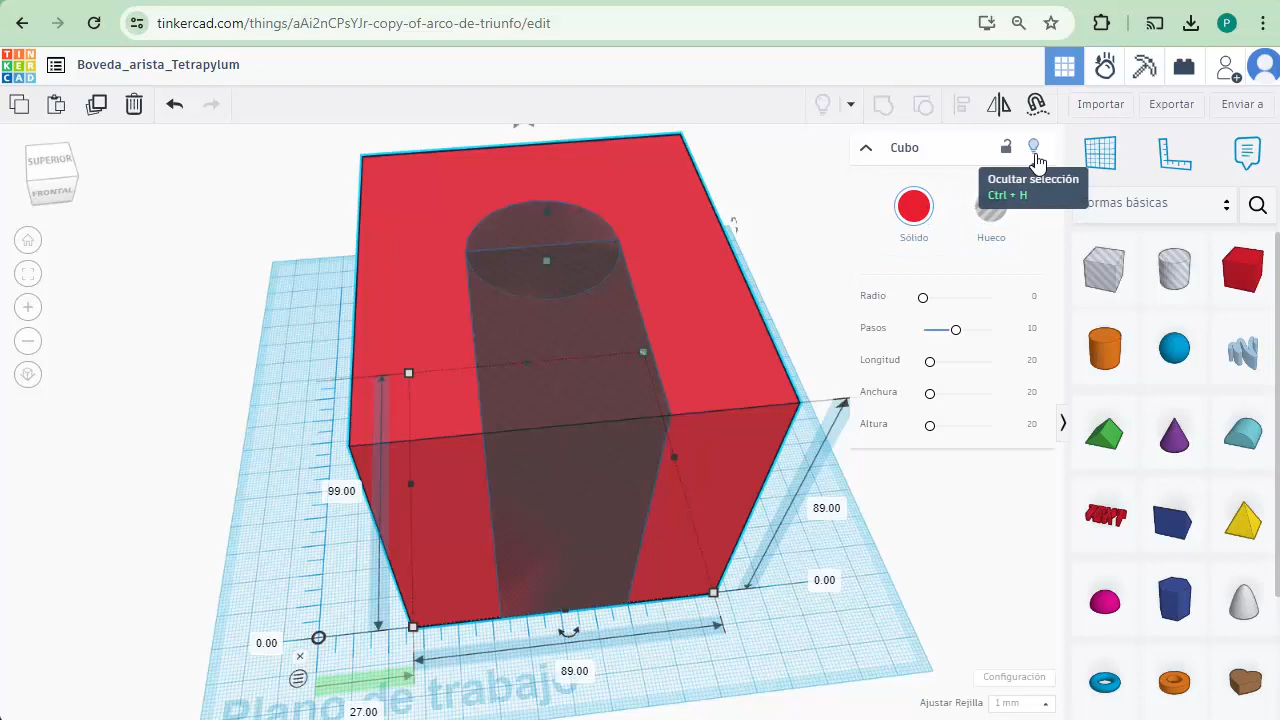 tinkercad.com/things/aAi2nCPsYJr-copy-of-arco-de-triunfo/edit
P
TIN
KER
CAD
Boveda_arista_Tetrapylum
Importar
Exportar
Enviar a
SUPERIOR
FRONTAL
Cubo
Ocultar selección
Ctrl + H
Sólido
Hueco
Radio 0
Pasos 10
Longitud 20
Anchura 20
Altura 20
ormas básicas
TEXT
99.00
89.00
0.00
0.00
89.00
27.00
Plano de trabajo
Configuración
Ajustar Rejilla 1 mm